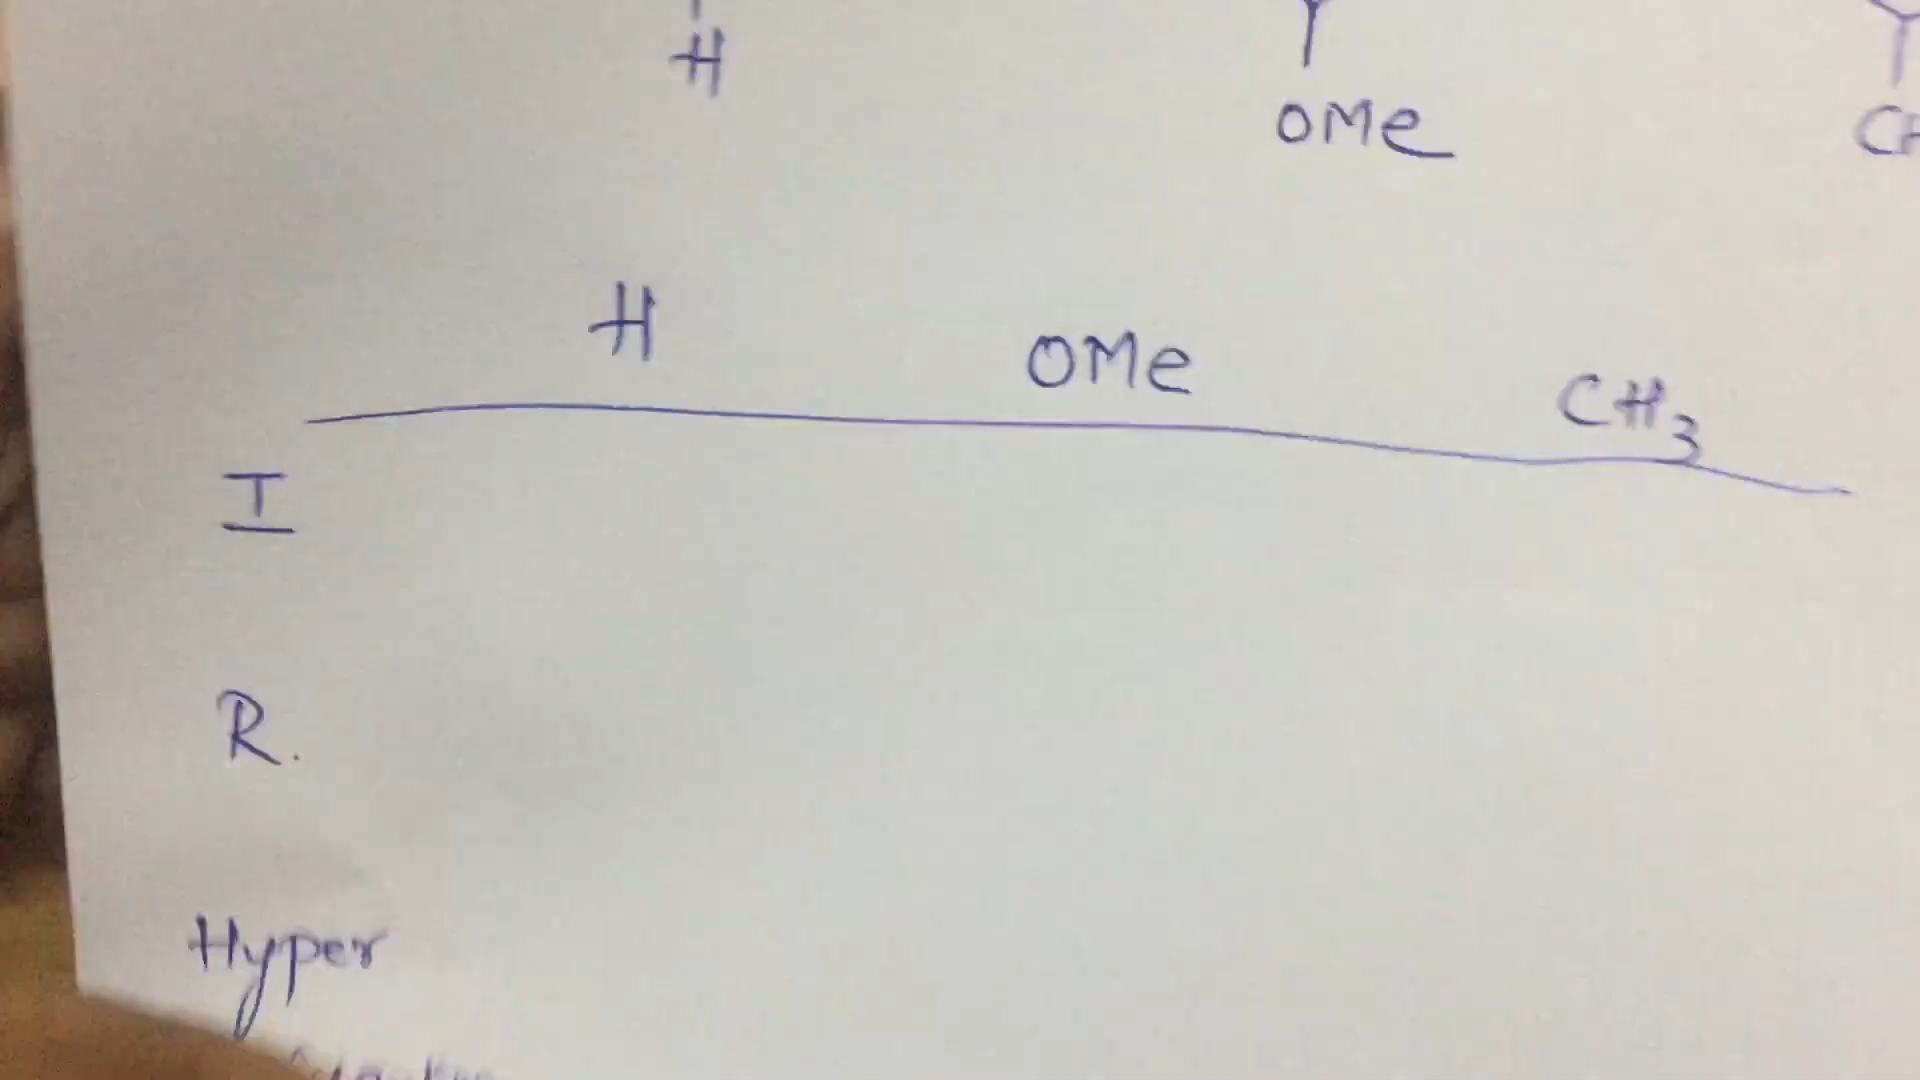 H OMe
H OMe CH3
I
R.
Hyper